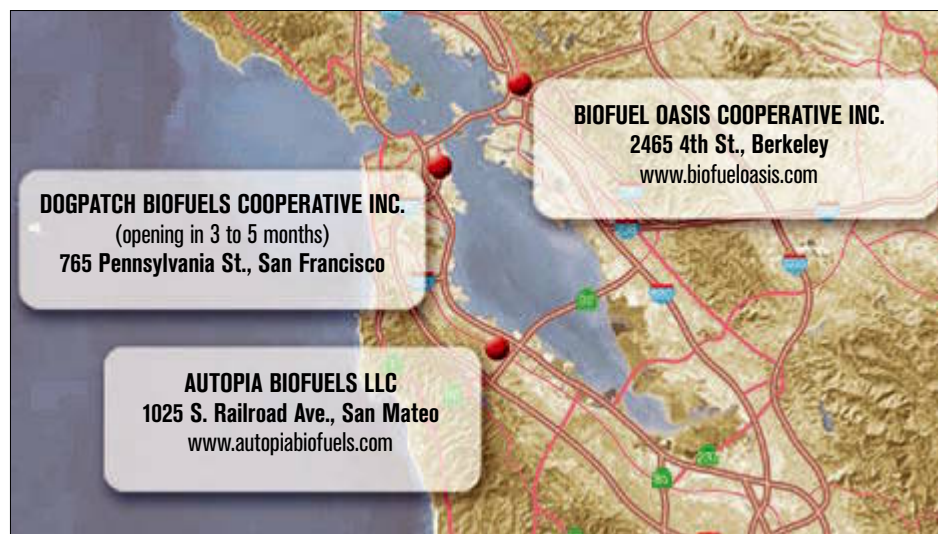 BIOFUEL OASIS COOPERATIVE INC.
2465 4th St., Berkeley
www.biofueloasis.com
DOGPATCH BIOFUELS COOPERATIVE INC.
(opening in 3 to 5 months)
765 Pennsylvania St., San Francisco
AUTOPIA BIOFUELS LLC
1025 S. Railroad Ave., San Mateo
www.autopiabiofuels.com
85